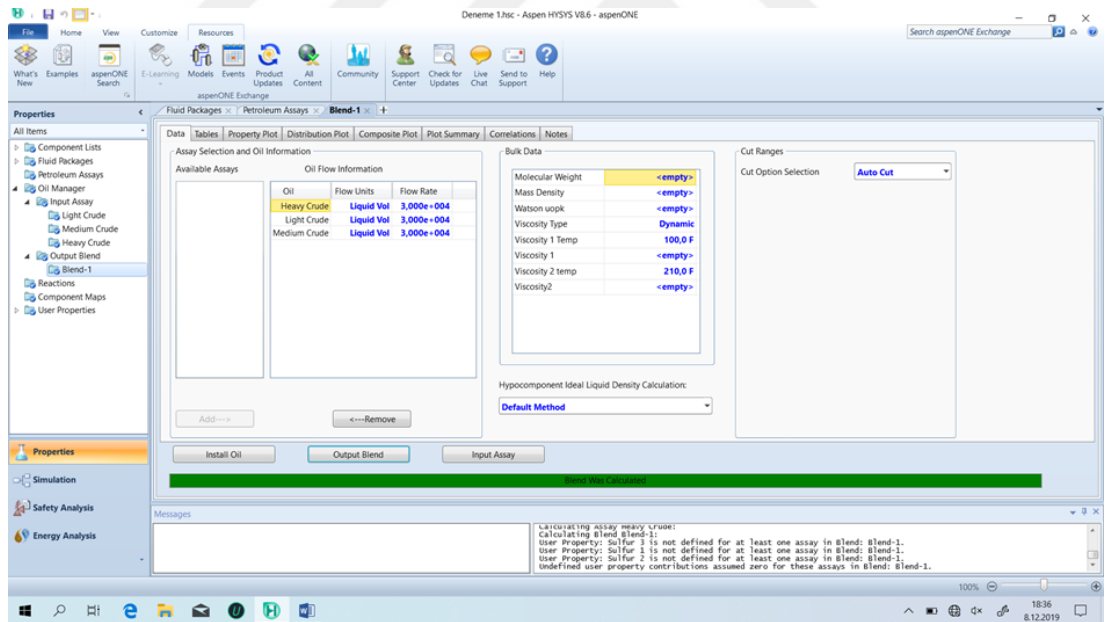 Deneme 1.hsc - Aspen HYSYS V8.6 - aspenONE
File Home View Customize Resources
Search aspenONE Exchange
What's New
Examples
aspenONE Search
E-Learning
Models
Events
Product Updates
All Content
Community
Support Center
Check for Updates
Live Chat
Send to Support
Help
aspenONE Exchange
Properties
All Items
Component Lists
Fluid Packages
Petroleum Assays
Oil Manager
Input Assay
Light Crude
Medium Crude
Heavy Crude
Output Blend
Blend-1
Reactions
Component Maps
User Properties
Properties
Simulation
Safety Analysis
Energy Analysis
Fluid Packages Petroleum Assays Blend-1 +
Data Tables Property Plot Distribution Plot Composite Plot Plot Summary Correlations Notes
Assay Selection and Oil Information
Available Assays Oil Flow Information
Oil Flow Units Flow Rate
Heavy Crude Liquid Vol 3,000e+004
Light Crude Liquid Vol 3,000e+004
Medium Crude Liquid Vol 3,000e+004
Add--->
<---Remove
Bulk Data
Molecular Weight <empty>
Mass Density <empty>
Watson uopk <empty>
Viscosity Type Dynamic
Viscosity 1 Temp 100,0 F
Viscosity 1 <empty>
Viscosity 2 temp 210,0 F
Viscosity2 <empty>
Hypocomponent Ideal Liquid Density Calculation:
Default Method
Cut Ranges
Cut Option Selection Auto Cut
Install Oil Output Blend Input Assay
Blend Was Calculated
Messages
Calculating Assay Heavy Crude:
Calculating Blend Blend-1:
User Property: Sulfur 3 is not defined for at least one assay in Blend: Blend-1.
User Property: Sulfur 1 is not defined for at least one assay in Blend: Blend-1.
User Property: Sulfur 2 is not defined for at least one assay in Blend: Blend-1.
Undefined user property contributions assumed zero for these assays in Blend: Blend-1.
100%
18:36
8.12.2019